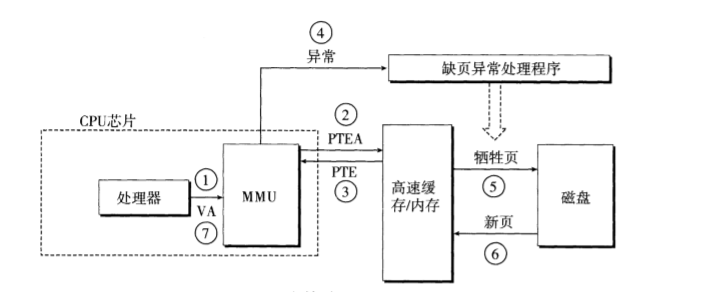 ④
异常
缺页异常处理程序
CPU芯片
②
PTEA
处理器
①
VA
⑦
MMU
PTE
③
高速缓
存/内存
牺牲页
⑤
磁盘
新页
⑥